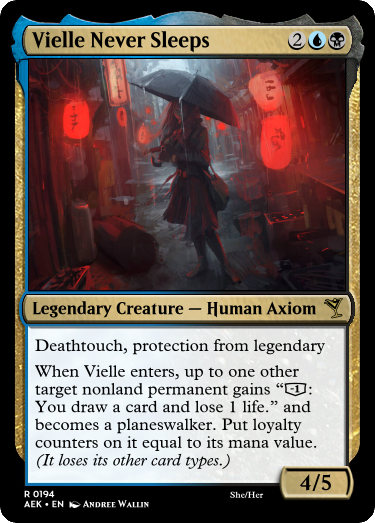 Vielle Never Sleeps 2
Legendary Creature — Human Axiom
Deathtouch, protection from legendary
When Vielle enters, up to one other
target nonland permanent gains “-1:
You draw a card and lose 1 life.” and
becomes a planeswalker. Put loyalty
counters on it equal to its mana value.
(It loses its other card types.)
4/5
R 0194
She/Her
AEK • EN Andree Wallin